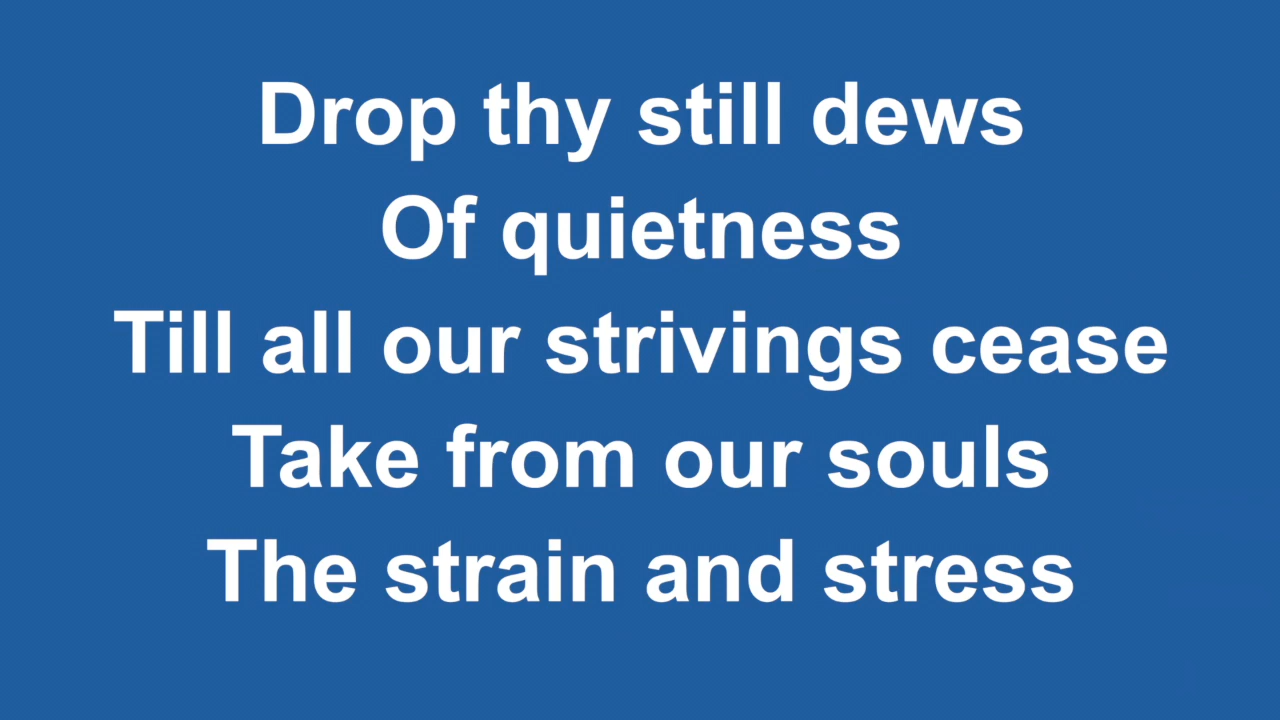 Drop thy still dews
Of quietness
Till all our strivings cease
Take from our souls
The strain and stress